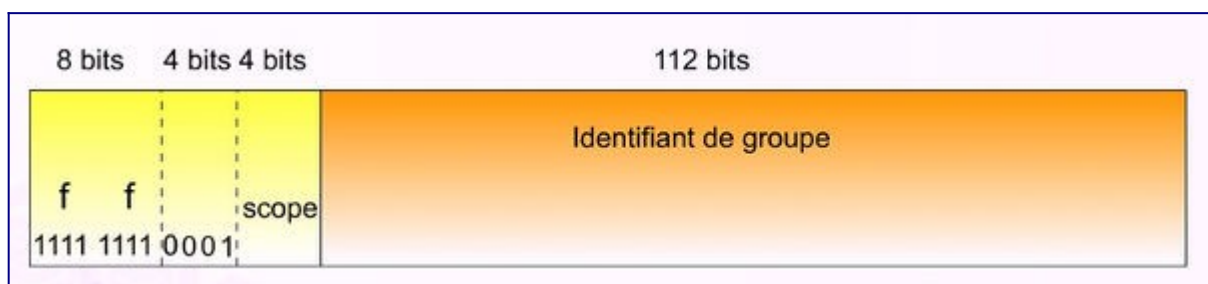 8 bits 4 bits 4 bits 112 bits
Identifiant de groupe
f f
scope
1111 1111 0001